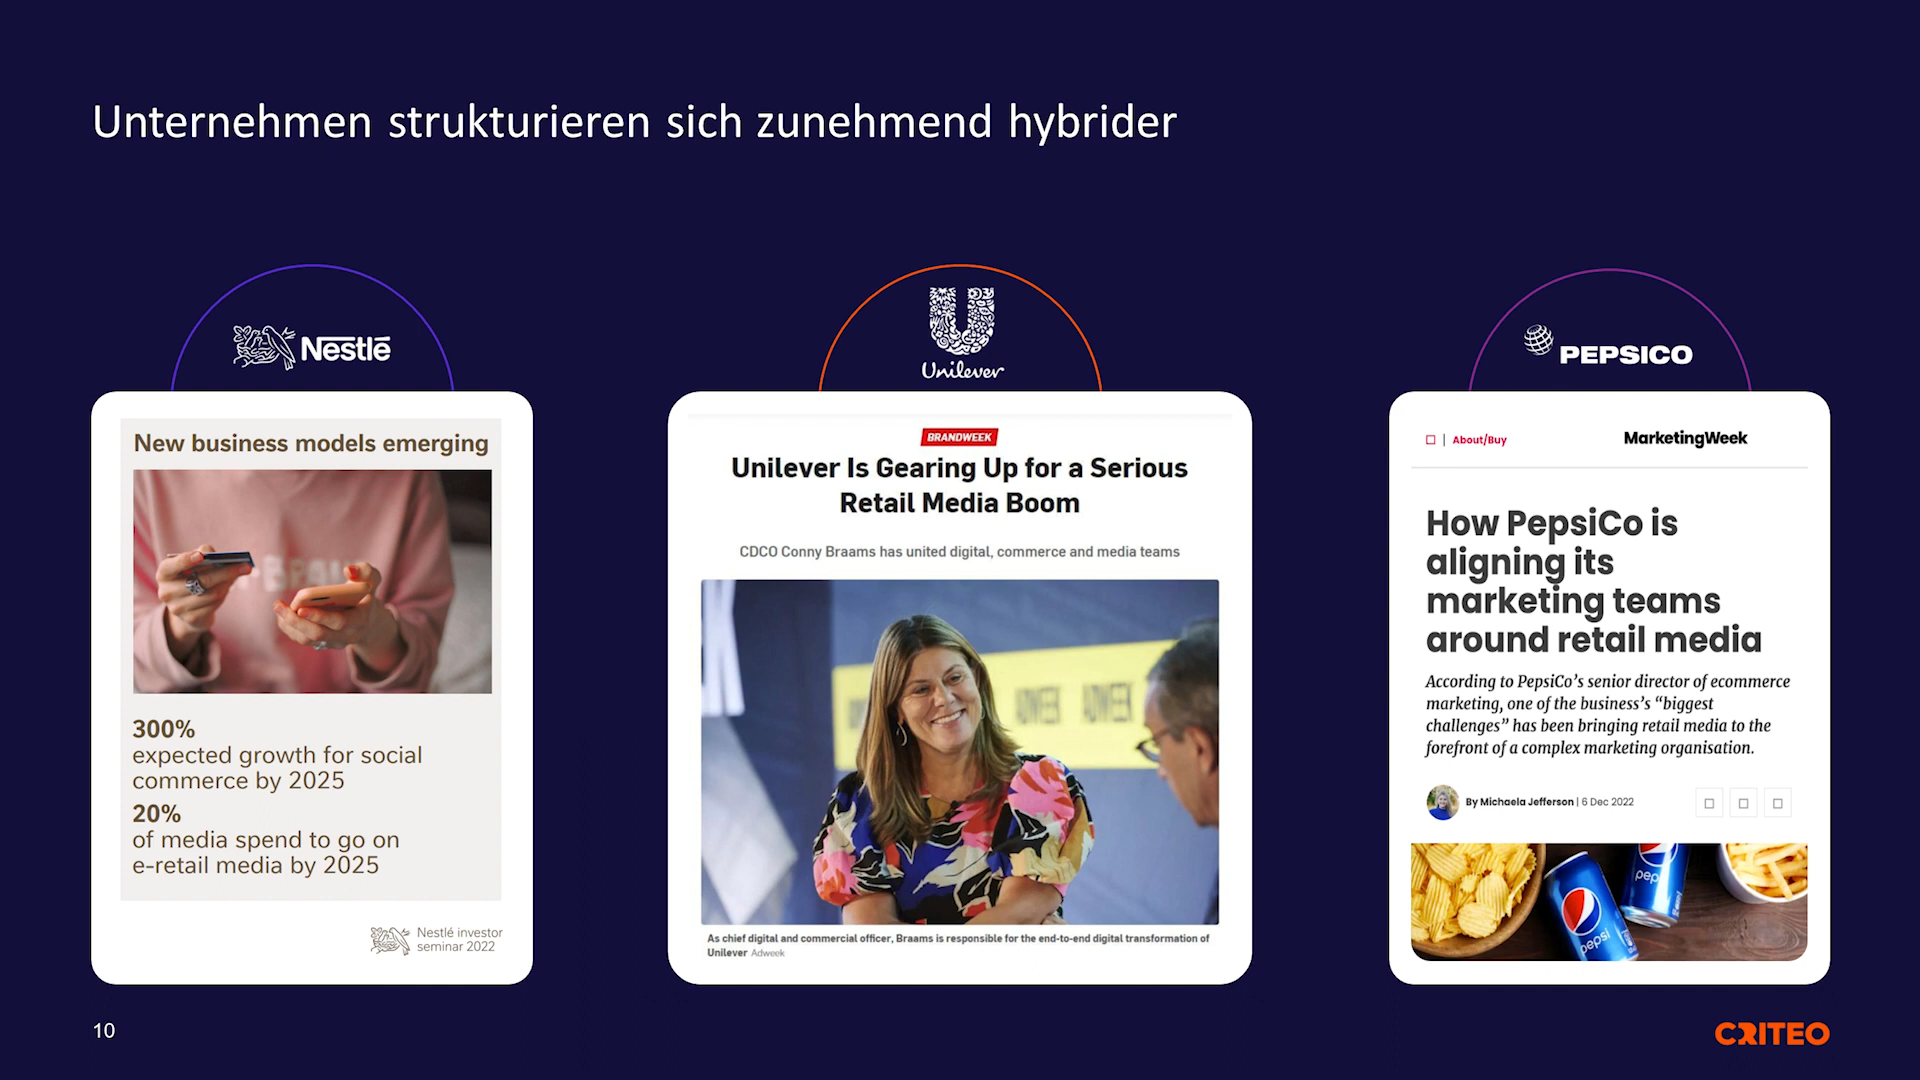 Unternehmen strukturieren sich zunehmend hybrider
Nestlé
New business models emerging
300%
expected growth for social
commerce by 2025
20%
of media spend to go on
e-retail media by 2025
Nestlé investor
seminar 2022
Unilever
BRANDWEEK
Unilever Is Gearing Up for a Serious
Retail Media Boom
CDCO Conny Braams has united digital, commerce and media teams
ADWEEK ADWEEK
As chief digital and commercial officer, Braams is responsible for the end-to-end digital transformation of
Unilever Adweek
PEPSICO
| About/Buy
MarketingWeek
How PepsiCo is
aligning its
marketing teams
around retail media
According to PepsiCo’s senior director of ecommerce
marketing, one of the business’s “biggest
challenges” has been bringing retail media to the
forefront of a complex marketing organisation.
By Michaela Jefferson | 6 Dec 2022
pepsi
pep
10
CRITEO